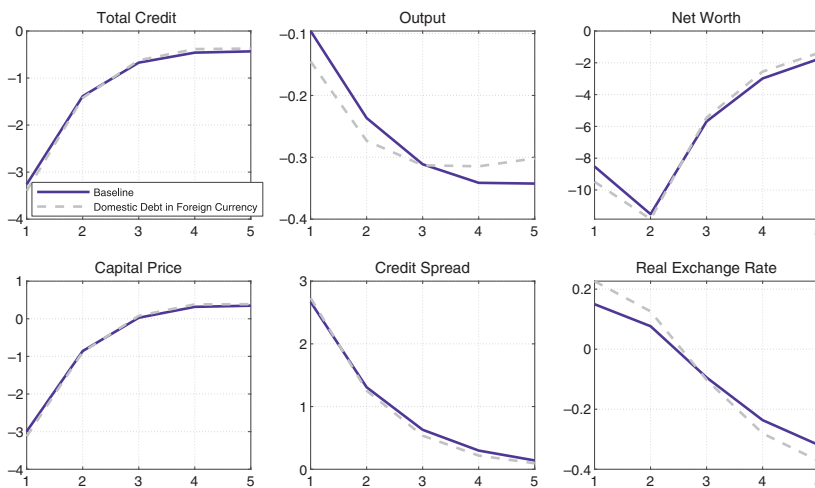 Total Credit
0
−1
−2
−3
−4
1 2 3 4 5
Baseline
Domestic Debt in Foreign Currency
Output
−0.1
−0.2
−0.3
−0.4
1 2 3 4 5
Net Worth
0
−2
−4
−6
−8
−10
1 2 3 4 5
Capital Price
1
0
−1
−2
−3
−4
1 2 3 4 5
Credit Spread
3
2
1
0
1 2 3 4 5
Real Exchange Rate
0.2
0
−0.2
−0.4
1 2 3 4 5